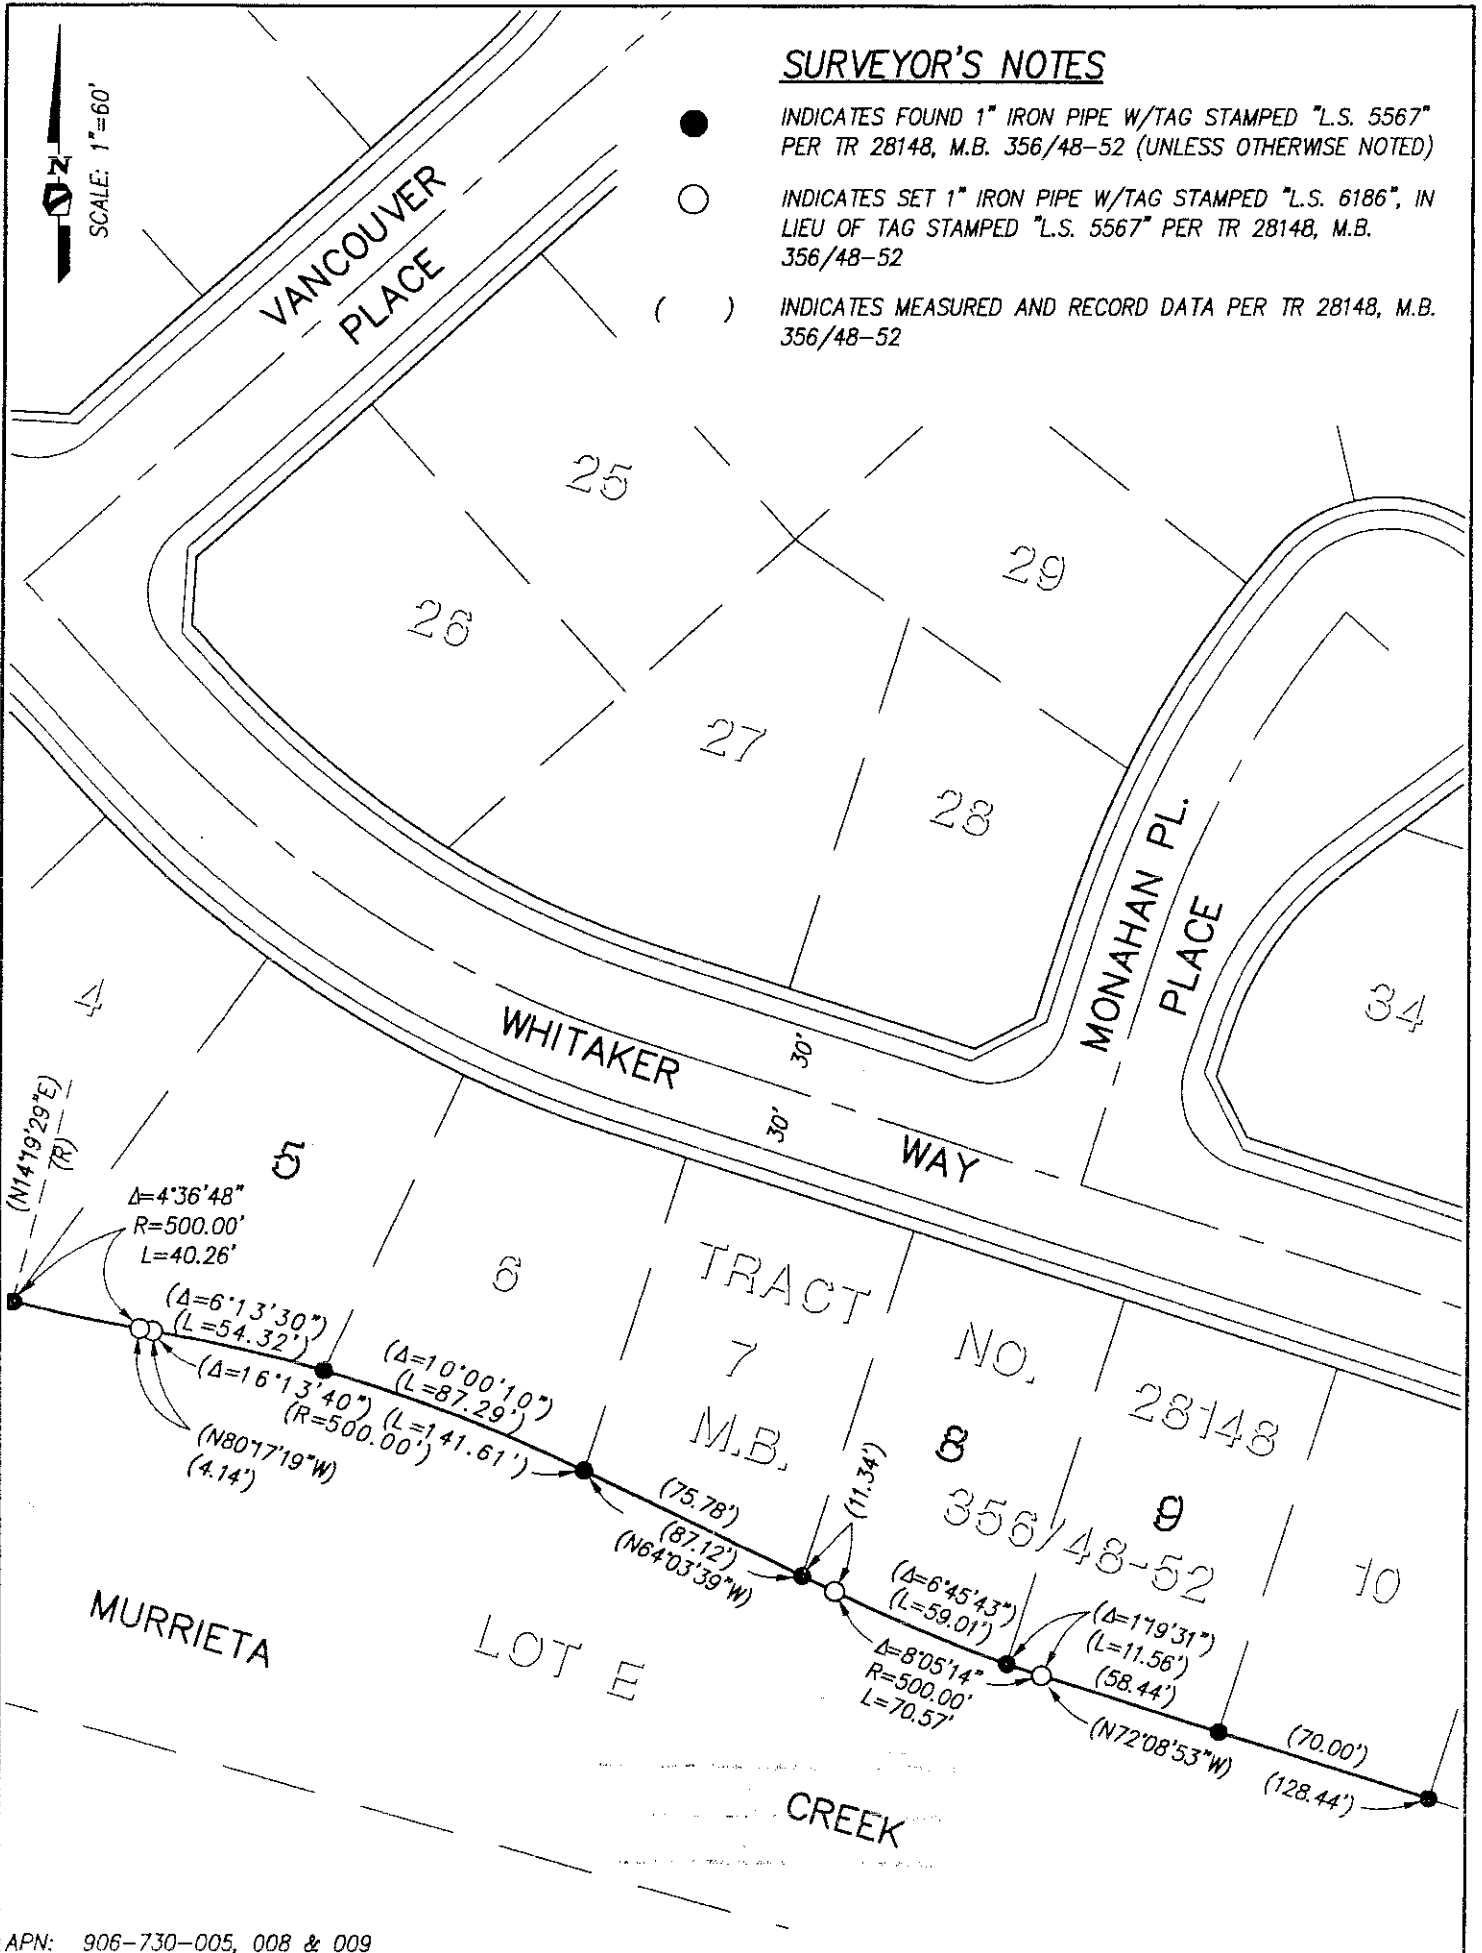 SURVEYOR'S NOTES
N
SCALE: 1"=60'
INDICATES FOUND 1" IRON PIPE W/TAG STAMPED "L.S. 5567"
PER TR 28148, M.B. 356/48-52 (UNLESS OTHERWISE NOTED)
INDICATES SET 1" IRON PIPE W/TAG STAMPED "L.S. 6186", IN
LIEU OF TAG STAMPED "L.S. 5567" PER TR 28148, M.B.
356/48-52
( ) INDICATES MEASURED AND RECORD DATA PER TR 28148, M.B.
356/48-52
VANCOUVER
PLACE
25
29
26
27
28
MONAHAN PL.
PLACE
34
4
WHITAKER
30'
30'
WAY
(N14°19'29"E)
(R)
5
Δ=4°36'48"
R=500.00'
L=40.26'
6
TRACT
NO.
28148
7
M.B.
356/48-52
8
9
10
(Δ=6°13'30")
(L=54.32')
(Δ=10°00'10")
(L=87.29')
(Δ=16°13'40")
(R=500.00')
(L=141.61')
(N80°17'19"W)
(4.14')
(11.34')
(75.78')
(87.12')
(N64°03'39"W)
(Δ=6°45'43")
(L=59.01')
(Δ=1°19'31")
(L=11.56')
(58.44')
Δ=8°05'14"
R=500.00'
L=70.57'
(N72°08'53"W)
(70.00')
(128.44')
MURRIETA
LOT E
CREEK
APN: 906-730-005, 008 & 009